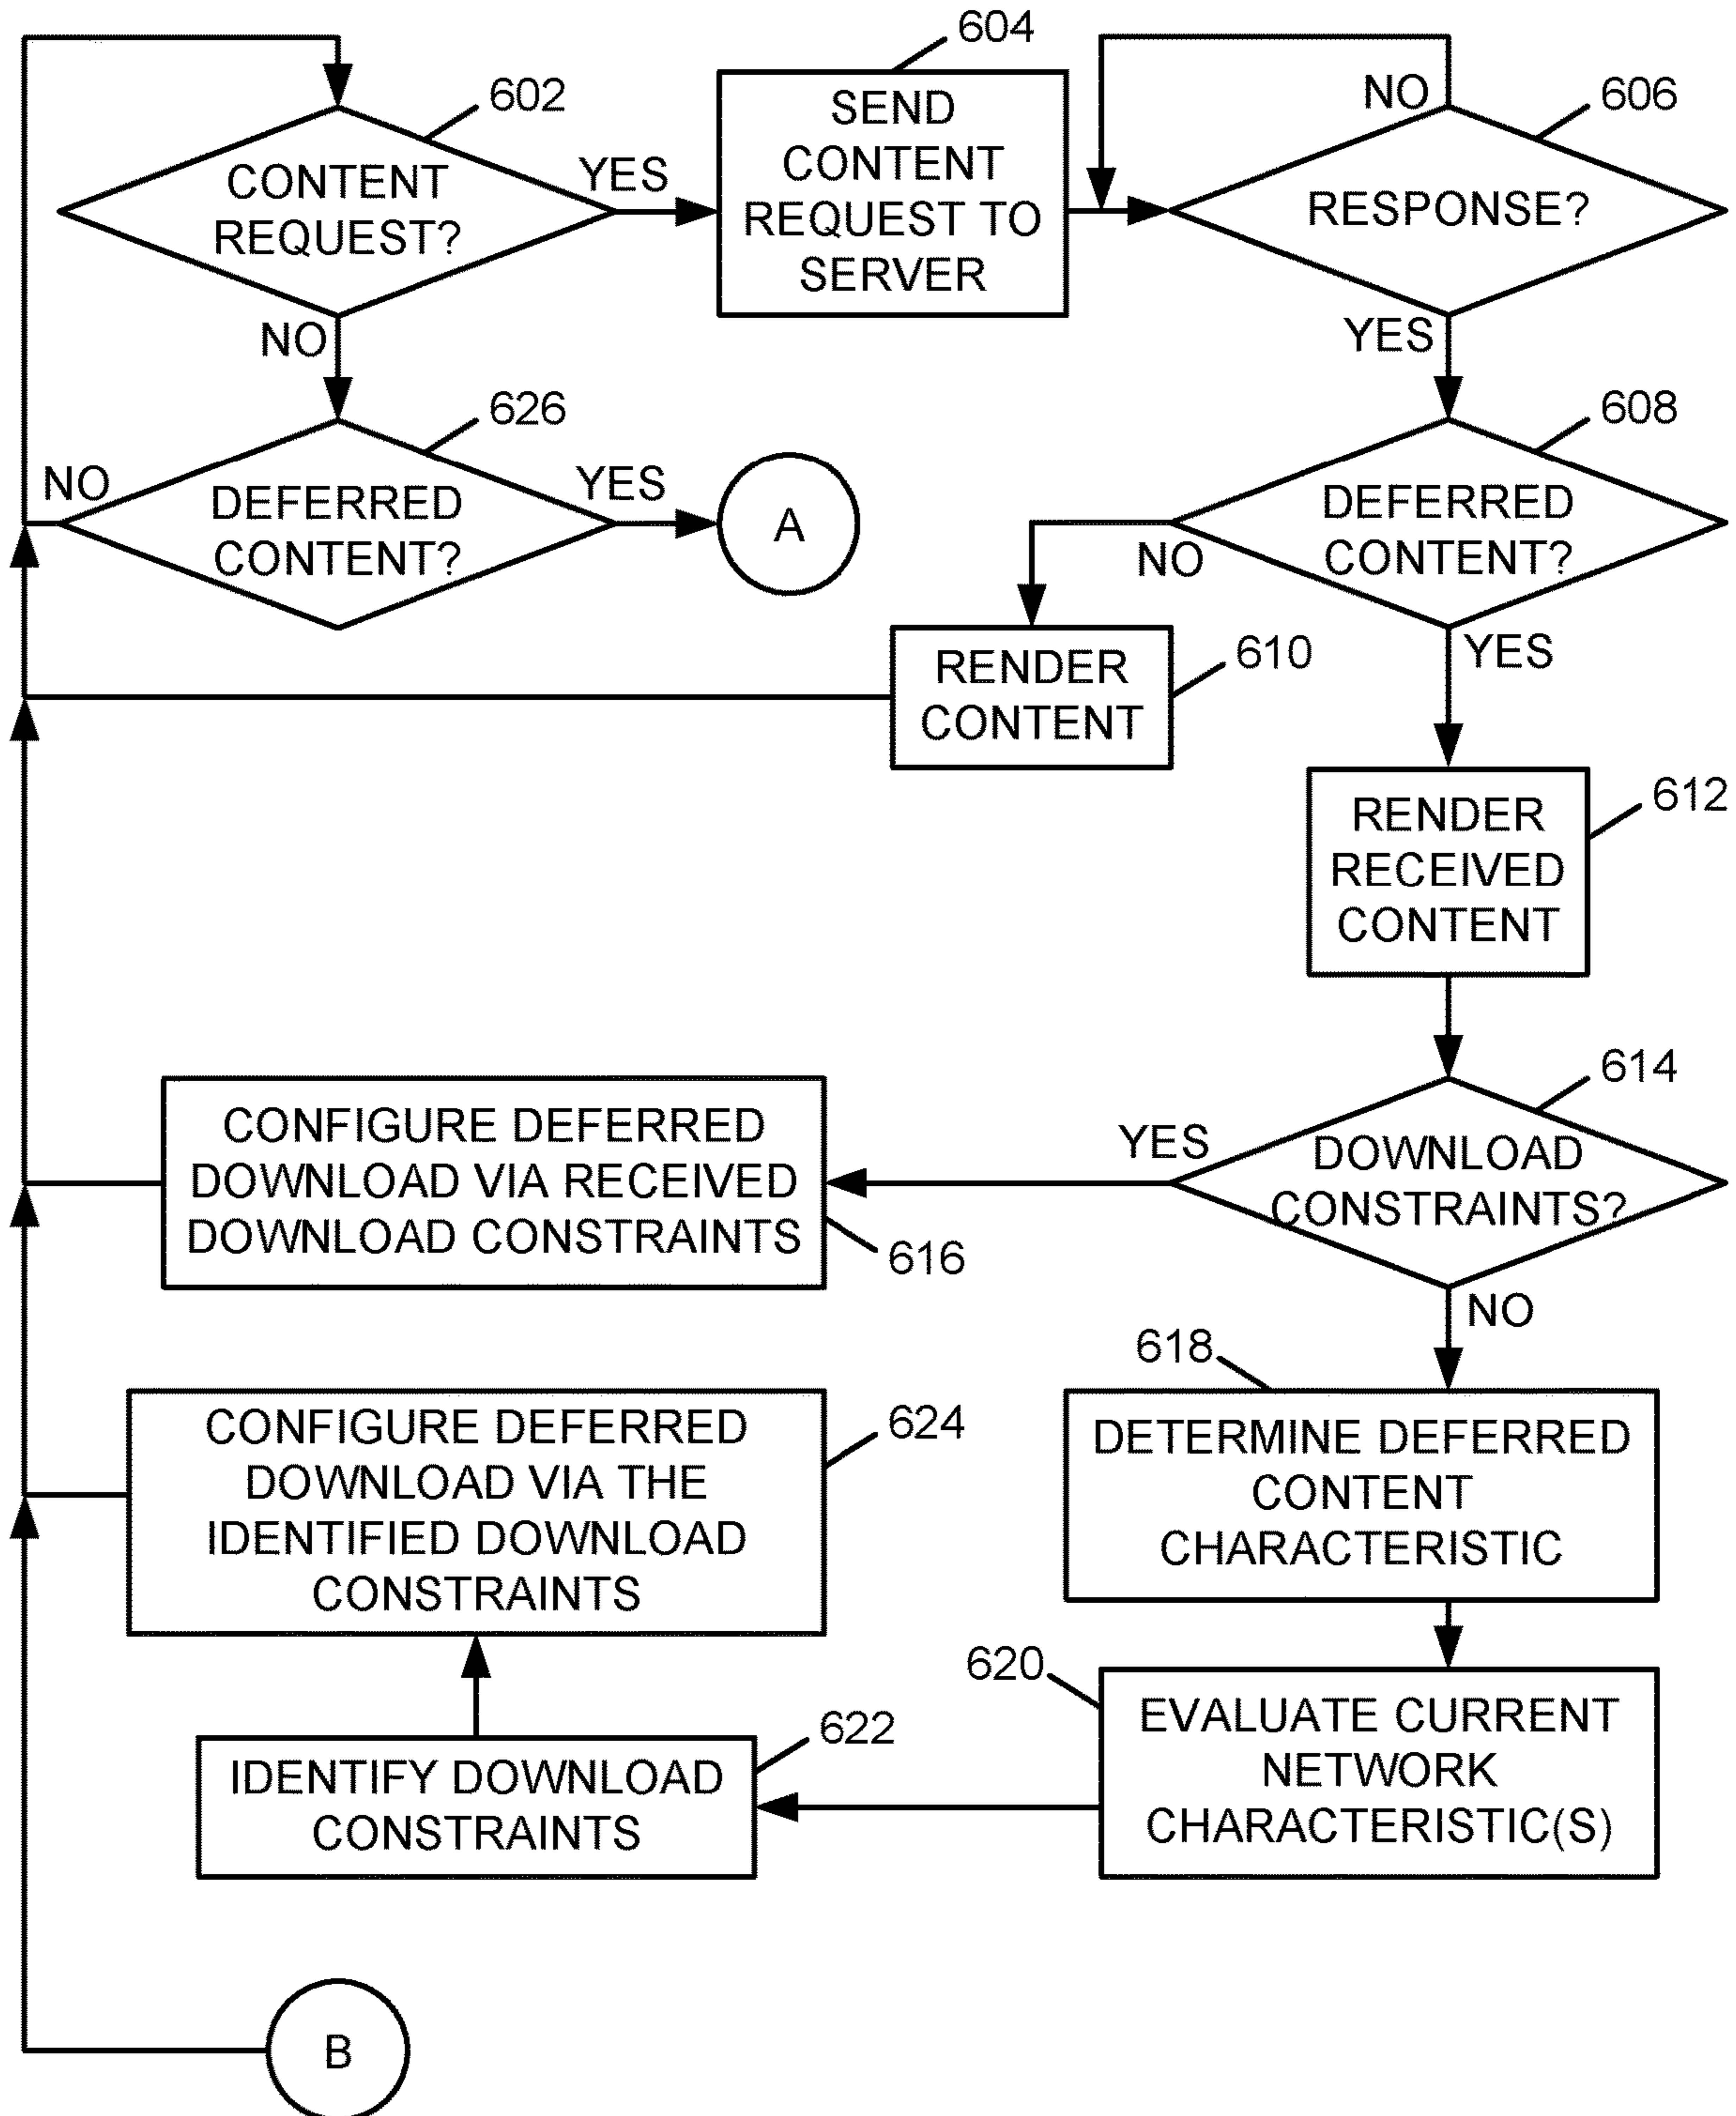 604
SEND
CONTENT
REQUEST TO
SERVER
602
CONTENT
REQUEST?
YES
NO
606
NO
RESPONSE?
YES
626
DEFERRED
CONTENT?
NO
YES
A
608
DEFERRED
CONTENT?
NO
YES
610
RENDER
CONTENT
612
RENDER
RECEIVED
CONTENT
614
DOWNLOAD
CONSTRAINTS?
YES
NO
CONFIGURE DEFERRED
DOWNLOAD VIA RECEIVED
DOWNLOAD CONSTRAINTS
616
618
DETERMINE DEFERRED
CONTENT
CHARACTERISTIC
624
CONFIGURE DEFERRED
DOWNLOAD VIA THE
IDENTIFIED DOWNLOAD
CONSTRAINTS
620
EVALUATE CURRENT
NETWORK
CHARACTERISTIC(S)
622
IDENTIFY DOWNLOAD
CONSTRAINTS
B